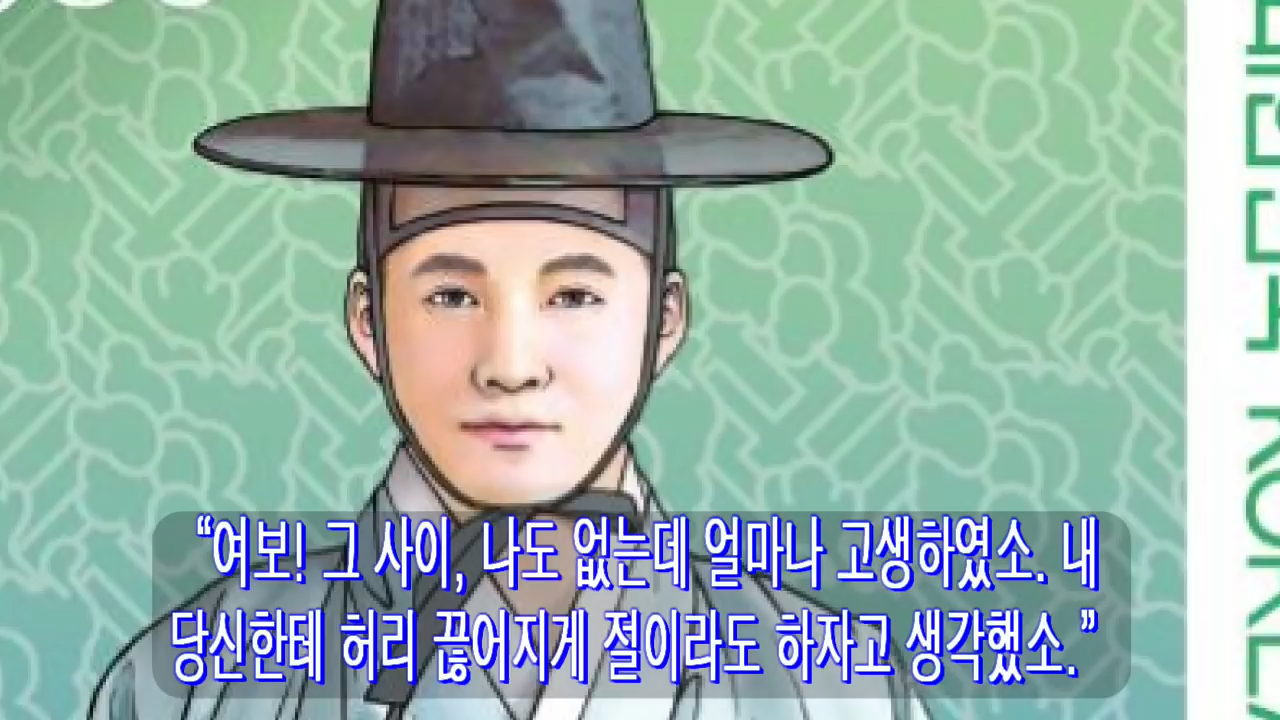 “여보! 그 사이, 나도 없는데 얼마나 고생하였소. 내
당신한테 허리 끊어지게 절이라도 하자고 생각했소.”